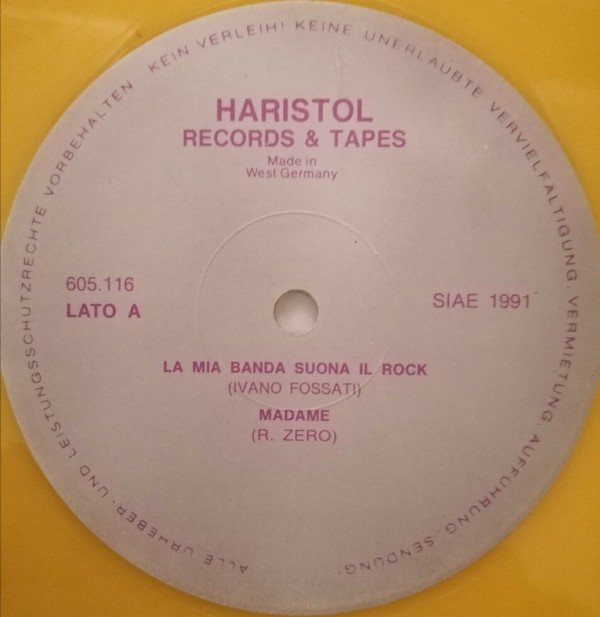 HARISTOL
RECORDS & TAPES
Made in
West Germany
605.116
LATO A
SIAE 1991
LA MIA BANDA SUONA IL ROCK
(IVANO FOSSATI)
MADAME
(R. ZERO)
ALLE URHEBER- UND LEISTUNGSSCHUTZRECHTE VORBEHALTEN KEIN VERLEIH! KEINE UNERLAUBTE VERVIELFÄLTIGUNG, VERMIETUNG, AUFFÜHRUNG, SENDUNG!